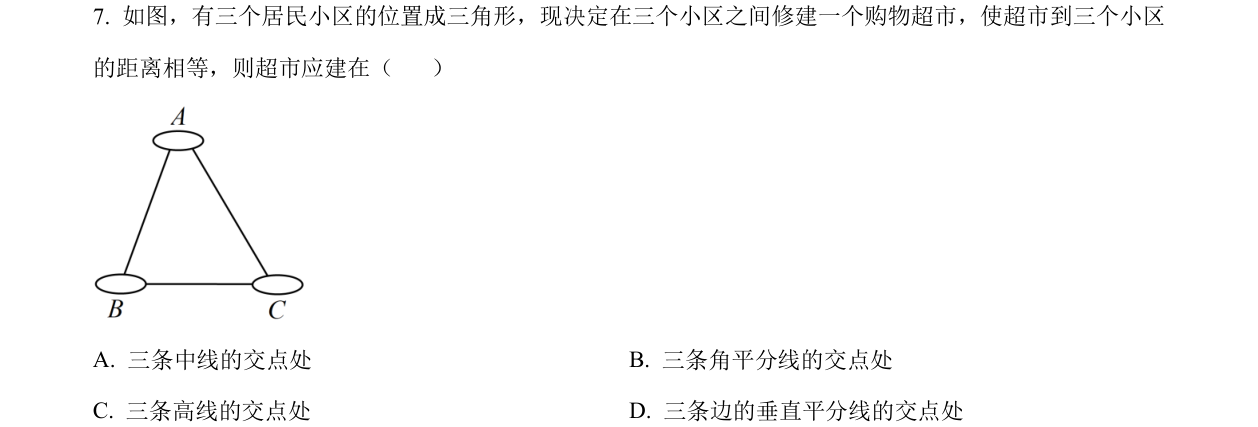 7. 如图，有三个居民小区的位置成三角形，现决定在三个小区之间修建一个购物超市，使超市到三个小区
的距离相等，则超市应建在（　　）
A
B
C
A. 三条中线的交点处
B. 三条角平分线的交点处
C. 三条高线的交点处
D. 三条边的垂直平分线的交点处